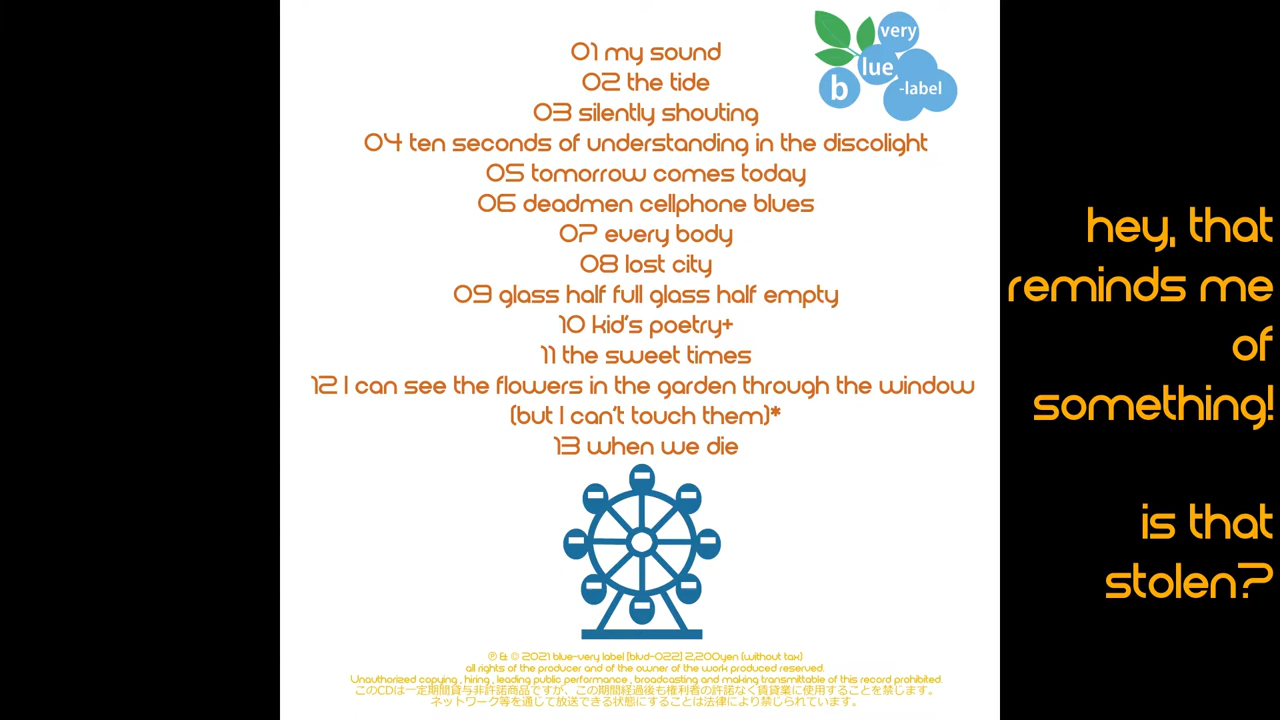 very
b lue
-label
01 my sound
02 the tide
03 silently shouting
04 ten seconds of understanding in the discolight
05 tomorrow comes today
06 deadmen cellphone blues
07 every body
08 lost city
09 glass half full glass half empty
10 kid's poetry+
11 the sweet times
12 I can see the flowers in the garden through the window
(but I can't touch them)*
13 when we die
℗ & © 2021 blue-very label [blvd-022] 2,200yen (without tax)
all rights of the producer and of the owner of the work produced reserved.
Unauthorized copying , hiring , leading public performance , broadcasting and making transmittable of this record prohibited.
このCDは一定期間貸与非許諾商品ですが、この期間経過後も権利者の許諾なく賃貸業に使用することを禁じます。
ネットワーク等を通じて放送できる状態にすることは法律により禁じられています。
hey, that
reminds me
of
something!
is that
stolen?